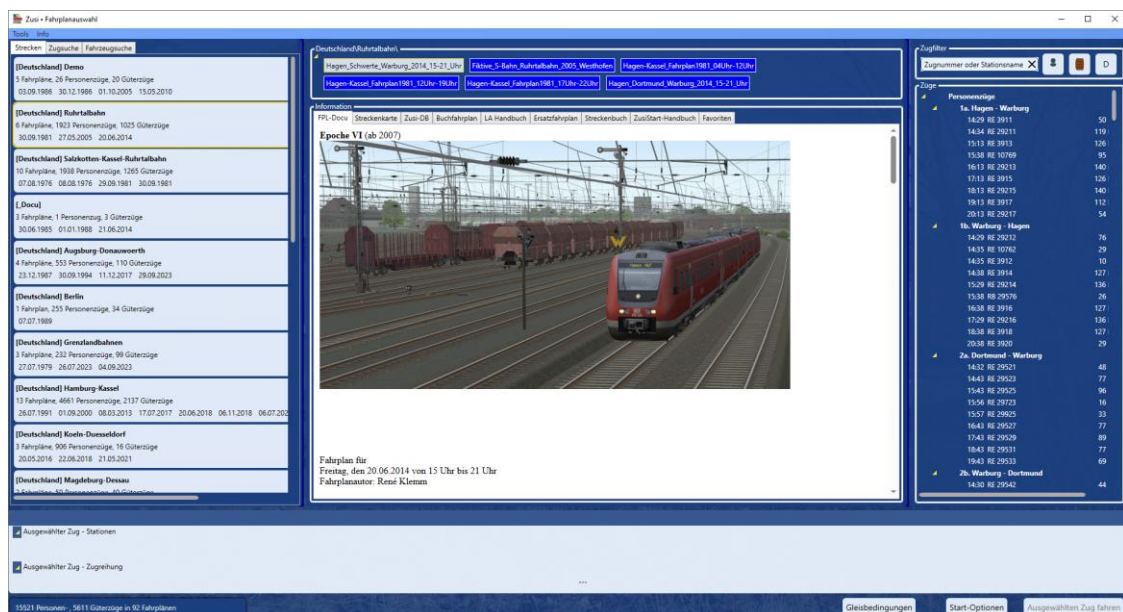 Zusi • Fahrplanauswahl
Tools Info
Strecken Zugsuche Fahrzeugsuche
[Deutschland] Demo
5 Fahrpläne, 26 Personenzüge, 20 Güterzüge
03.09.1986 30.12.1986 01.10.2005 15.05.2010
[Deutschland] Ruhrtalbahn
6 Fahrpläne, 1923 Personenzüge, 1025 Güterzüge
30.09.1981 27.05.2005 20.06.2014
[Deutschland] Salzkotten-Kassel-Ruhrtalbahn
10 Fahrpläne, 1938 Personenzüge, 1265 Güterzüge
07.08.1976 08.08.1976 29.09.1981 30.09.1981
[_Docu]
3 Fahrpläne, 1 Personenzug, 3 Güterzüge
30.06.1985 01.01.1988 21.06.2014
[Deutschland] Augsburg-Donauwoerth
4 Fahrpläne, 553 Personenzüge, 110 Güterzüge
23.12.1987 30.09.1994 11.12.2017 29.09.2023
[Deutschland] Berlin
1 Fahrplan, 255 Personenzüge, 34 Güterzüge
07.07.1989
[Deutschland] Grenzlandbahnen
3 Fahrpläne, 232 Personenzüge, 99 Güterzüge
27.07.1979 26.07.2023 04.09.2023
[Deutschland] Hamburg-Kassel
13 Fahrpläne, 4661 Personenzüge, 2137 Güterzüge
26.07.1991 01.09.2000 08.03.2013 17.07.2017 20.06.2018 06.11.2018 06.07.202
[Deutschland] Koeln-Duesseldorf
3 Fahrpläne, 906 Personenzüge, 16 Güterzüge
20.05.2016 22.06.2018 21.05.2021
[Deutschland] Magdeburg-Dessau
Deutschland\Ruhrtalbahn\
Hagen_Schwerte_Warburg_2014_15-21_Uhr Fiktive_S-Bahn_Ruhrtalbahn_2005_Westhofen Hagen-Kassel_Fahrplan1981_04Uhr-12Uhr
Hagen-Kassel_Fahrplan1981_12Uhr-19Uhr Hagen-Kassel_Fahrplan1981_17Uhr-22Uhr Hagen_Dortmund_Warburg_2014_15-21_Uhr
Information
FPL-Docu Streckenkarte Zusi-DB Buchfahrplan LA Handbuch Ersatzfahrplan Streckenbuch ZusiStart-Handbuch Favoriten
Epoche VI (ab 2007)
Fahrplan für
Freitag, den 20.06.2014 von 15 Uhr bis 21 Uhr
Fahrplanautor: René Klemm
Zugfilter
Zugnummer oder Stationsname D
Züge
Personenzüge
1a. Hagen - Warburg
14:29 RE 3911 50
14:34 RE 29211 119
15:13 RE 3913 126
15:38 RE 10769 95
16:13 RE 29213 140
17:13 RE 3915 126
18:13 RE 29215 140
19:13 RE 3917 112
20:13 RE 29217 54
1b. Warburg - Hagen
14:29 RE 29212 76
14:35 RE 10762 29
14:35 RE 3912 10
14:38 RE 3914 127
15:29 RE 29214 136
15:38 RB 29576 26
16:38 RE 3916 127
17:29 RE 29216 136
18:38 RE 3918 127
20:38 RE 3920 29
2a. Dortmund - Warburg
14:32 RE 29521 48
14:43 RE 29523 77
15:43 RE 29525 96
15:56 RE 29723 16
15:57 RE 29925 33
16:43 RE 29527 77
17:43 RE 29529 89
18:43 RE 29531 77
19:43 RE 29533 69
2b. Warburg - Dortmund
14:30 RE 29542 44
Ausgewählter Zug - Stationen
Ausgewählter Zug - Zugreihung
...
15521 Personen- , 5611 Güterzüge in 92 Fahrplänen
Gleisbedingungen Start-Optionen Ausgewählten Zug fahren